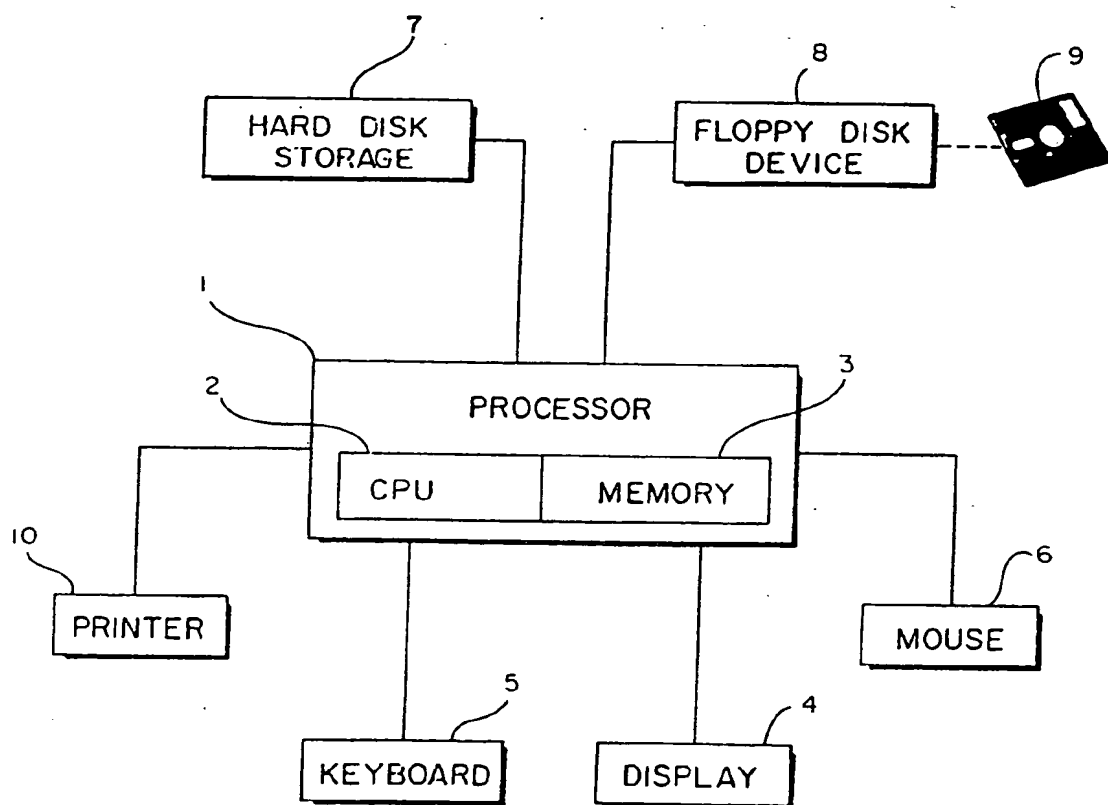 7
8
9
HARD DISK
STORAGE
FLOPPY DISK
DEVICE
1
2
3
PROCESSOR
CPU
MEMORY
10
6
PRINTER
MOUSE
5
4
KEYBOARD
DISPLAY